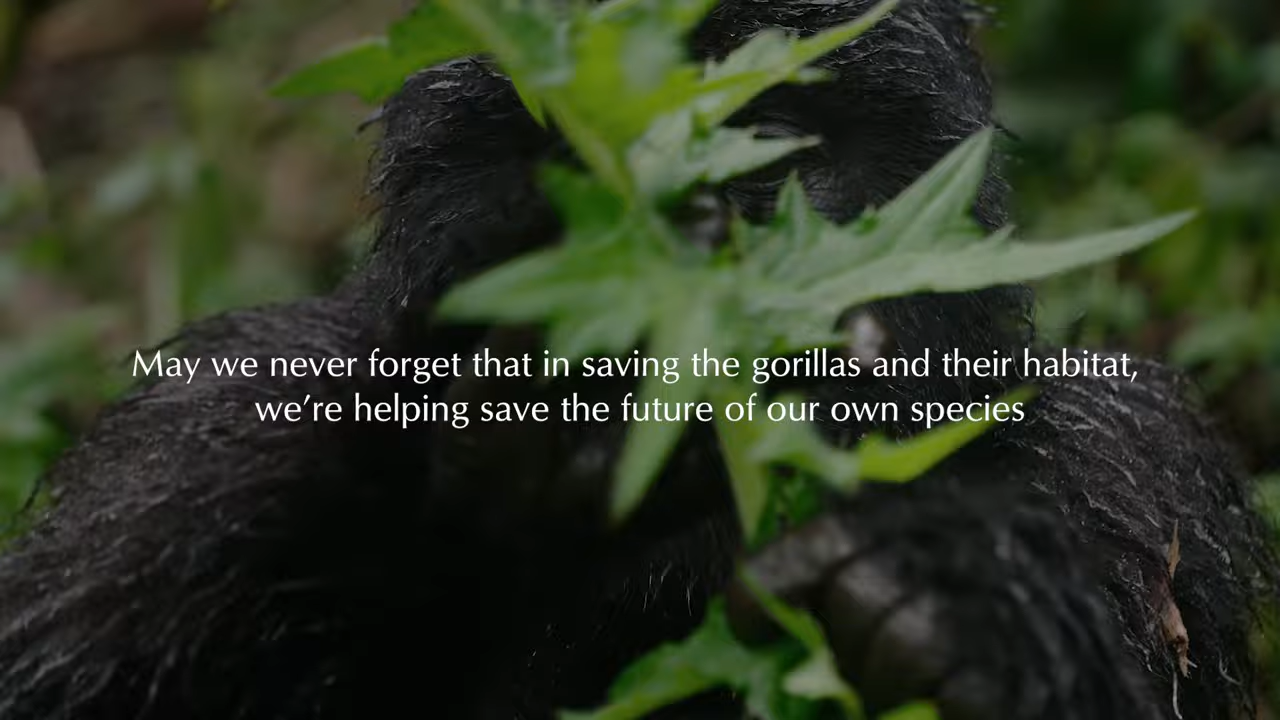 May we never forget that in saving the gorillas and their habitat,
we’re helping save the future of our own species